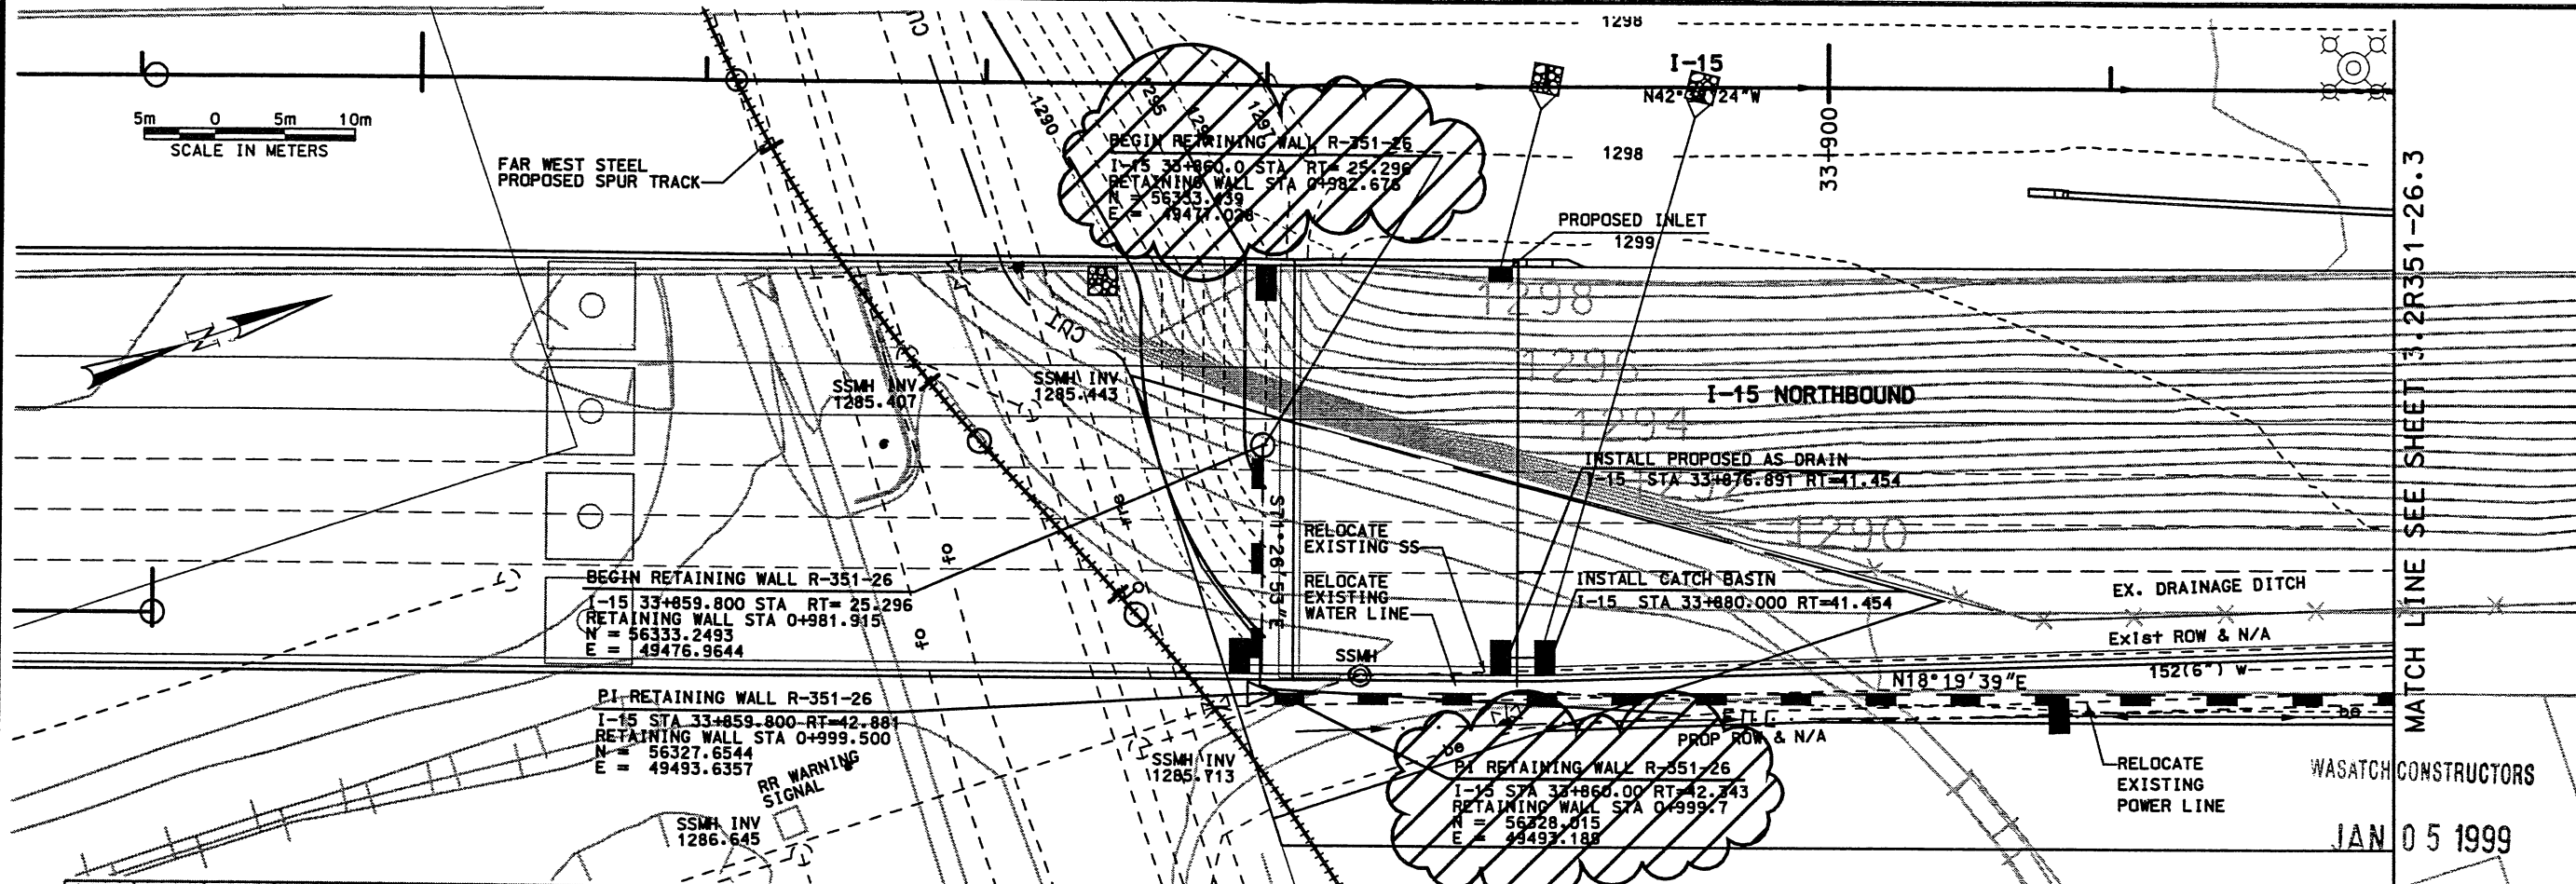 1298
I-15
5m 0 5m 10m
SCALE IN METERS
FAR WEST STEEL
PROPOSED SPUR TRACK
1290
1295
1297
33+900
1298
BEGIN RETAINING WALL R-351-26
I-15 33+860.0 STA RT= 25.296
RETAINING WALL STA 0+982.676
N = 56333.439
E = 49477.028
PROPOSED INLET
1299
MATCH LINE SEE SHEET 3.2R351-26.3
N
SSMH INV
1285.407
SSMH INV
1285.443
1298
1294
1290
I-15 NORTHBOUND
INSTALL PROPOSED AS DRAIN
I-15 STA 33+876.891 RT=41.454
S71°26'53"E
RELOCATE
EXISTING SS
RELOCATE
EXISTING
WATER LINE
INSTALL CATCH BASIN
I-15 STA 33+880.000 RT=41.454
fo
fo
EX. DRAINAGE DITCH
Exist ROW & N/A
152(6") W
N18°19'39"E
SSMH
BEGIN RETAINING WALL R-351-26
I-15 33+859.800 STA RT= 25.296
RETAINING WALL STA 0+981.915
N = 56333.2493
E = 49476.9644
PI RETAINING WALL R-351-26
I-15 STA 33+859.800 RT=42.881
RETAINING WALL STA 0+999.500
N = 56327.6544
E = 49493.6357
RR WARNING
SIGNAL
SSMH INV
1286.645
SSMH INV
1285.713
PROP ROW & N/A
PI RETAINING WALL R-351-26
I-15 STA 33+860.00 RT=42.343
RETAINING WALL STA 0+999.7
N = 56328.015
E = 49493.188
RELOCATE
EXISTING
POWER LINE
WASATCH CONSTRUCTORS
JAN 05 1999